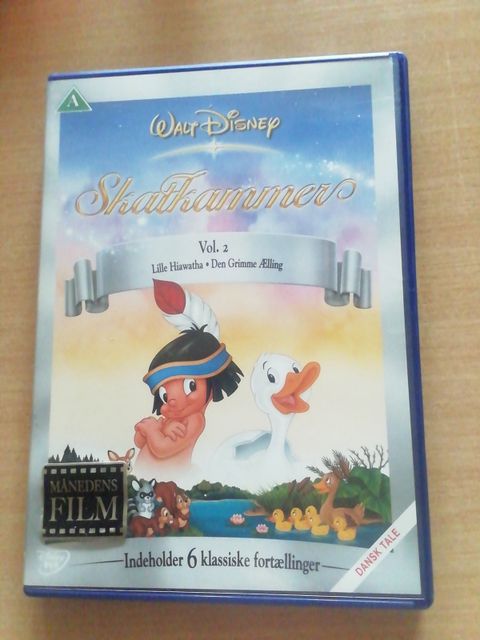 A
WALT DISNEY
Skatkammer
Vol. 2
Lille Hiawatha • Den Grimme Ælling
MÅNEDENS
FILM
DANSK TALE
Indeholder 6 klassiske fortællinger